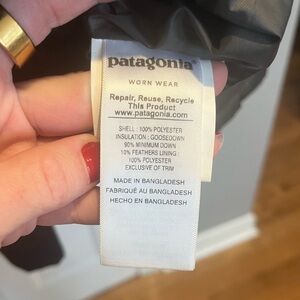 patagonia
WORN WEAR
Repair, Reuse, Recycle
This Product
www.patagonia.com
SHELL: 100% POLYESTER
INSULATION: GOOSEDOWN
90% MINIMUM DOWN
10% FEATHERS LINING:
100% POLYESTER
EXCLUSIVE OF TRIM
MADE IN BANGLADESH
FABRIQUÉ AU BANGLADESH
HECHO EN BANGLADESH